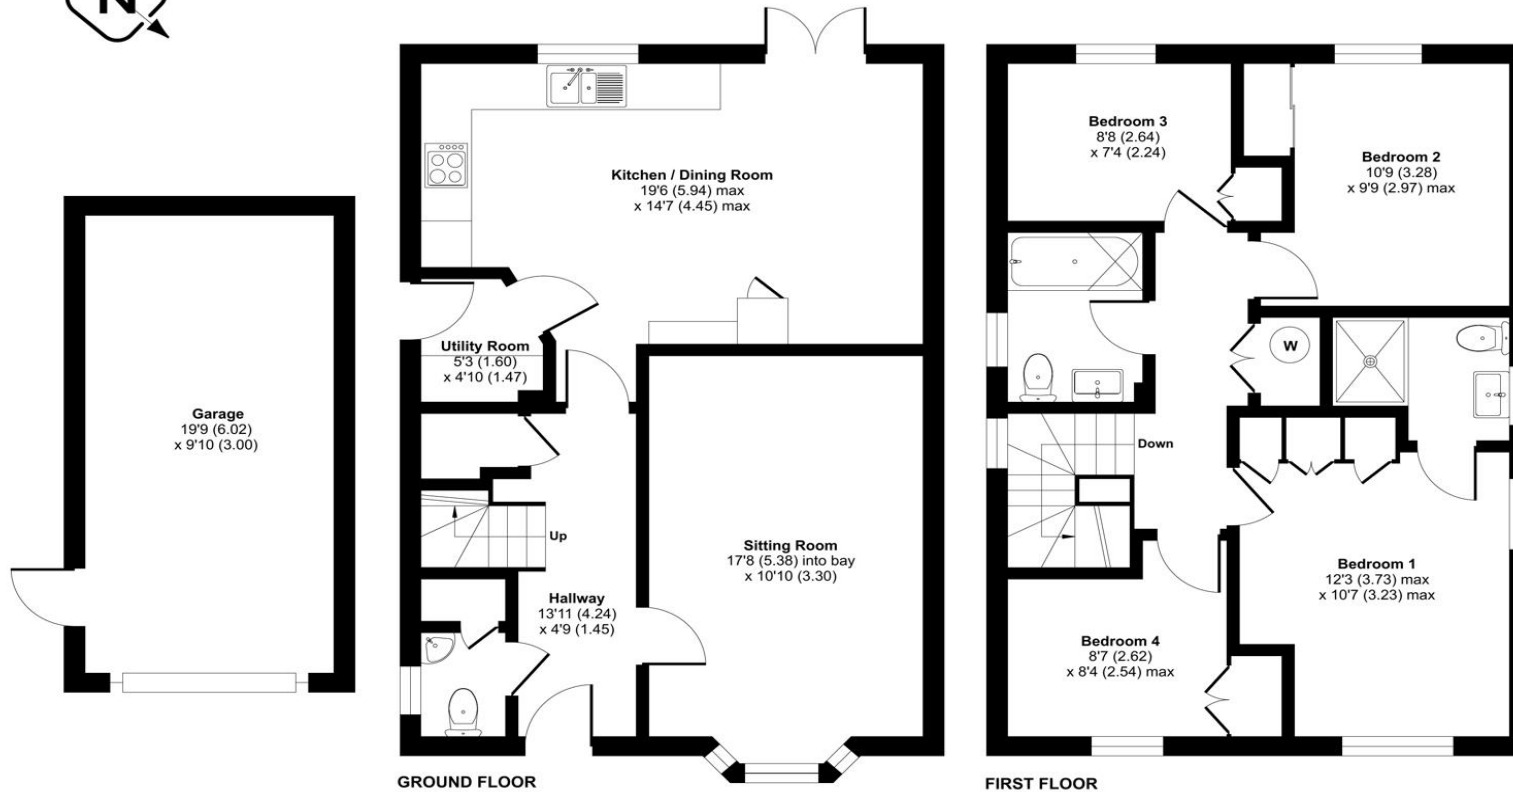 N
Garage
19'9 (6.02)
x 9'10 (3.00)
Kitchen / Dining Room
19'6 (5.94) max
x 14'7 (4.45) max
Utility Room
5'3 (1.60)
x 4'10 (1.47)
Up
Hallway
13'11 (4.24)
x 4'9 (1.45)
Sitting Room
17'8 (5.38) into bay
x 10'10 (3.30)
GROUND FLOOR
Bedroom 3
8'8 (2.64)
x 7'4 (2.24)
Bedroom 2
10'9 (3.28)
x 9'9 (2.97) max
W
Down
Bedroom 1
12'3 (3.73) max
x 10'7 (3.23) max
Bedroom 4
8'7 (2.62)
x 8'4 (2.54) max
FIRST FLOOR